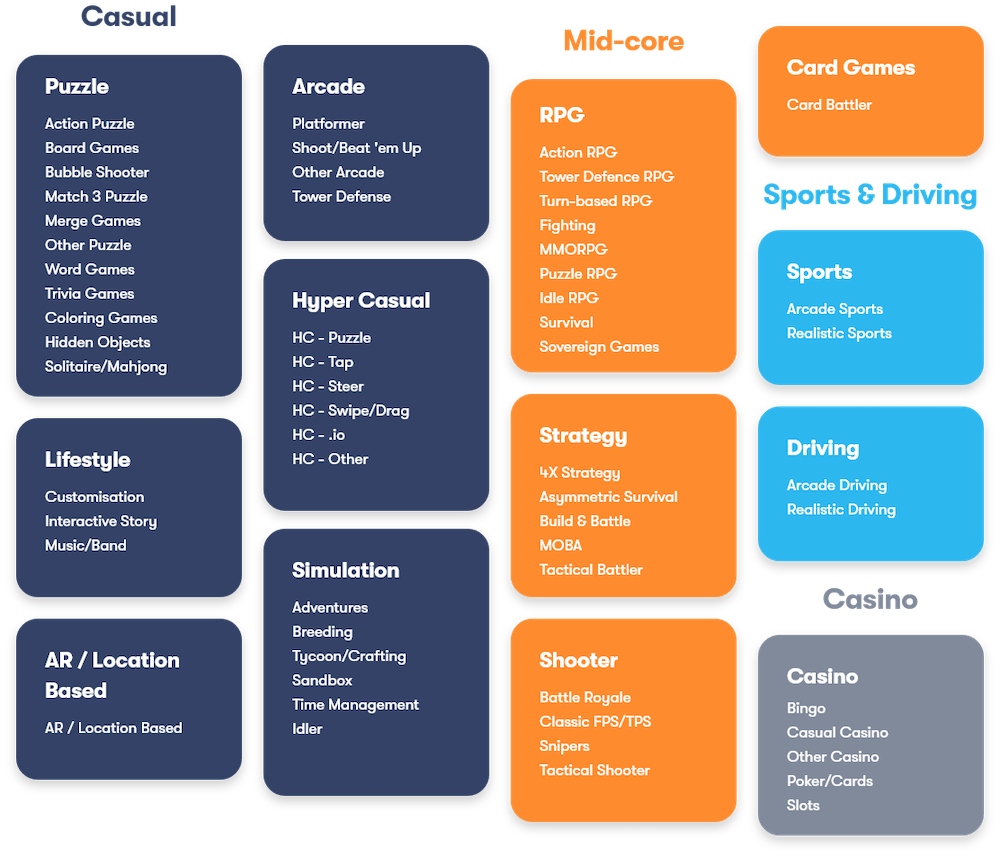 Casual
Puzzle
Action Puzzle
Board Games
Bubble Shooter
Match 3 Puzzle
Merge Games
Other Puzzle
Word Games
Trivia Games
Coloring Games
Hidden Objects
Solitaire/Mahjong
Lifestyle
Customisation
Interactive Story
Music/Band
AR / Location
Based
AR / Location Based
Arcade
Platformer
Shoot/Beat 'em Up
Other Arcade
Tower Defense
Hyper Casual
HC - Puzzle
HC - Tap
HC - Steer
HC - Swipe/Drag
HC - .io
HC - Other
Simulation
Adventures
Breeding
Tycoon/Crafting
Sandbox
Time Management
Idler
Mid-core
RPG
Action RPG
Tower Defence RPG
Turn-based RPG
Fighting
MMORPG
Puzzle RPG
Idle RPG
Survival
Sovereign Games
Strategy
4X Strategy
Asymmetric Survival
Build & Battle
MOBA
Tactical Battler
Shooter
Battle Royale
Classic FPS/TPS
Snipers
Tactical Shooter
Card Games
Card Battler
Sports & Driving
Sports
Arcade Sports
Realistic Sports
Driving
Arcade Driving
Realistic Driving
Casino
Casino
Bingo
Casual Casino
Other Casino
Poker/Cards
Slots